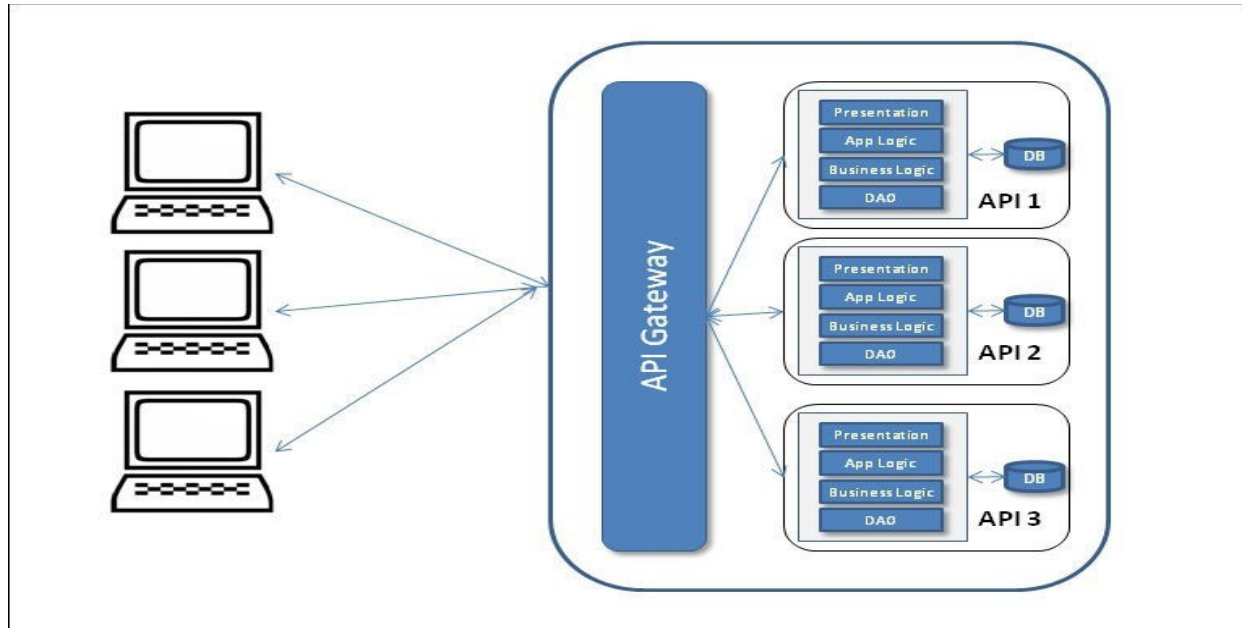 API Gateway
Presentation
App Logic
Business Logic
DAO
DB
API 1
Presentation
App Logic
Business Logic
DAO
DB
API 2
Presentation
App Logic
Business Logic
DAO
DB
API 3